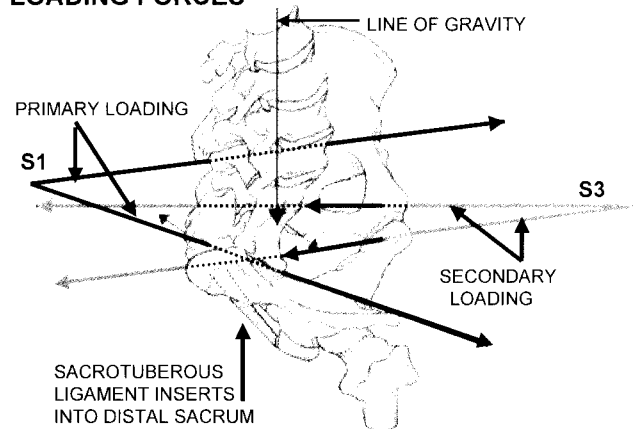 LOADING FORCES
LINE OF GRAVITY
PRIMARY LOADING
S1
S3
SECONDARY
LOADING
SACROTUBEROUS
LIGAMENT INSERTS
INTO DISTAL SACRUM